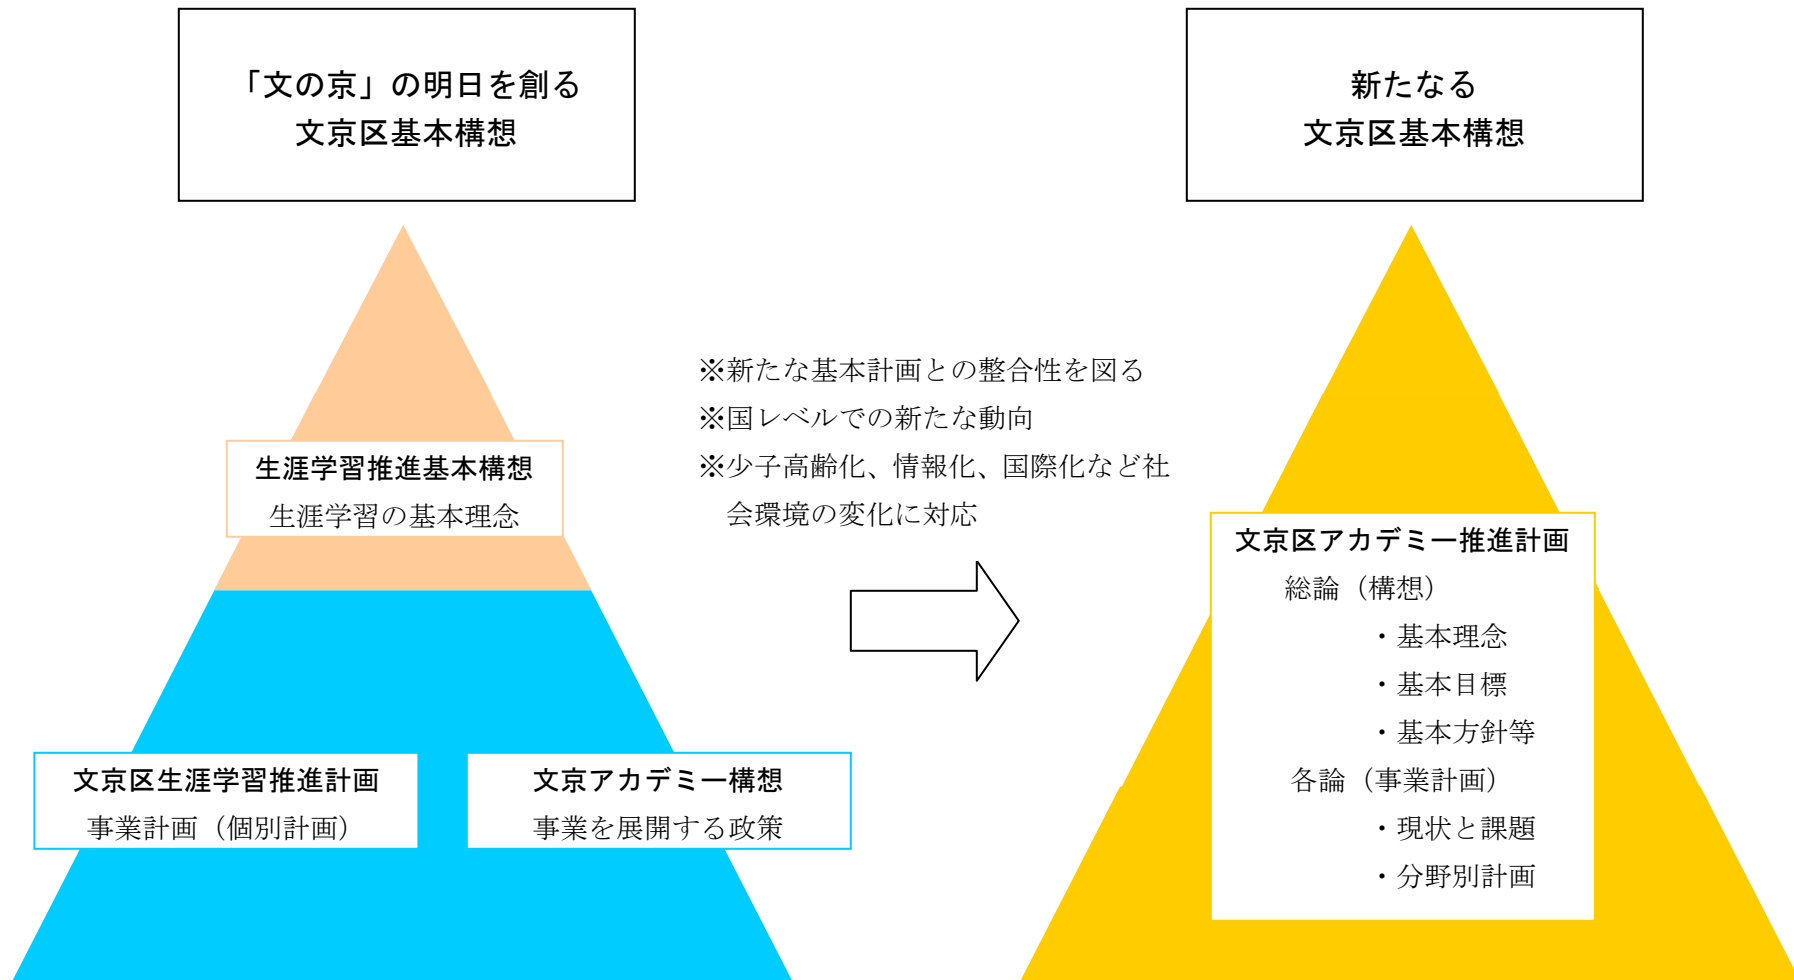 「文の京」の明日を創る
文京区基本構想
生涯学習推進基本構想
生涯学習の基本理念
文京区生涯学習推進計画
事業計画（個別計画）
文京アカデミー構想
事業を展開する政策
※新たな基本計画との整合性を図る
※国レベルでの新たな動向
※少子高齢化、情報化、国際化など社
会環境の変化に対応
新たなる
文京区基本構想
文京区アカデミー推進計画
総論（構想）
・基本理念
・基本目標
・基本方針等
各論（事業計画）
・現状と課題
・分野別計画